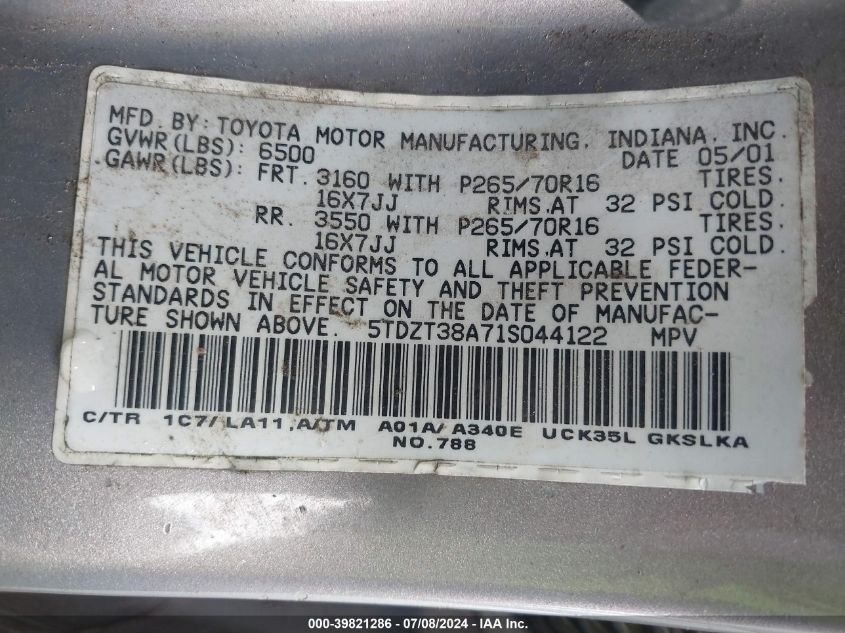 MFD. BY: TOYOTA MOTOR MANUFACTURING, INDIANA, INC.
GVWR(LBS): 6500 DATE 05/01
GAWR(LBS): FRT. 3160 WITH P265/70R16 TIRES.
16X7JJ RIMS.AT 32 PSI COLD.
RR. 3550 WITH P265/70R16 TIRES.
16X7JJ RIMS.AT 32 PSI COLD.
THIS VEHICLE CONFORMS TO ALL APPLICABLE FEDER-
AL MOTOR VEHICLE SAFETY AND THEFT PREVENTION
STANDARDS IN EFFECT ON THE DATE OF MANUFAC-
TURE SHOWN ABOVE. 5TDZT38A71S044122 MPV
C/TR 1C7/ LA11,A/TM A01A/ A340E UCK35L GKSLKA
NO.788
000-39821286 - 07/08/2024 - IAA Inc.